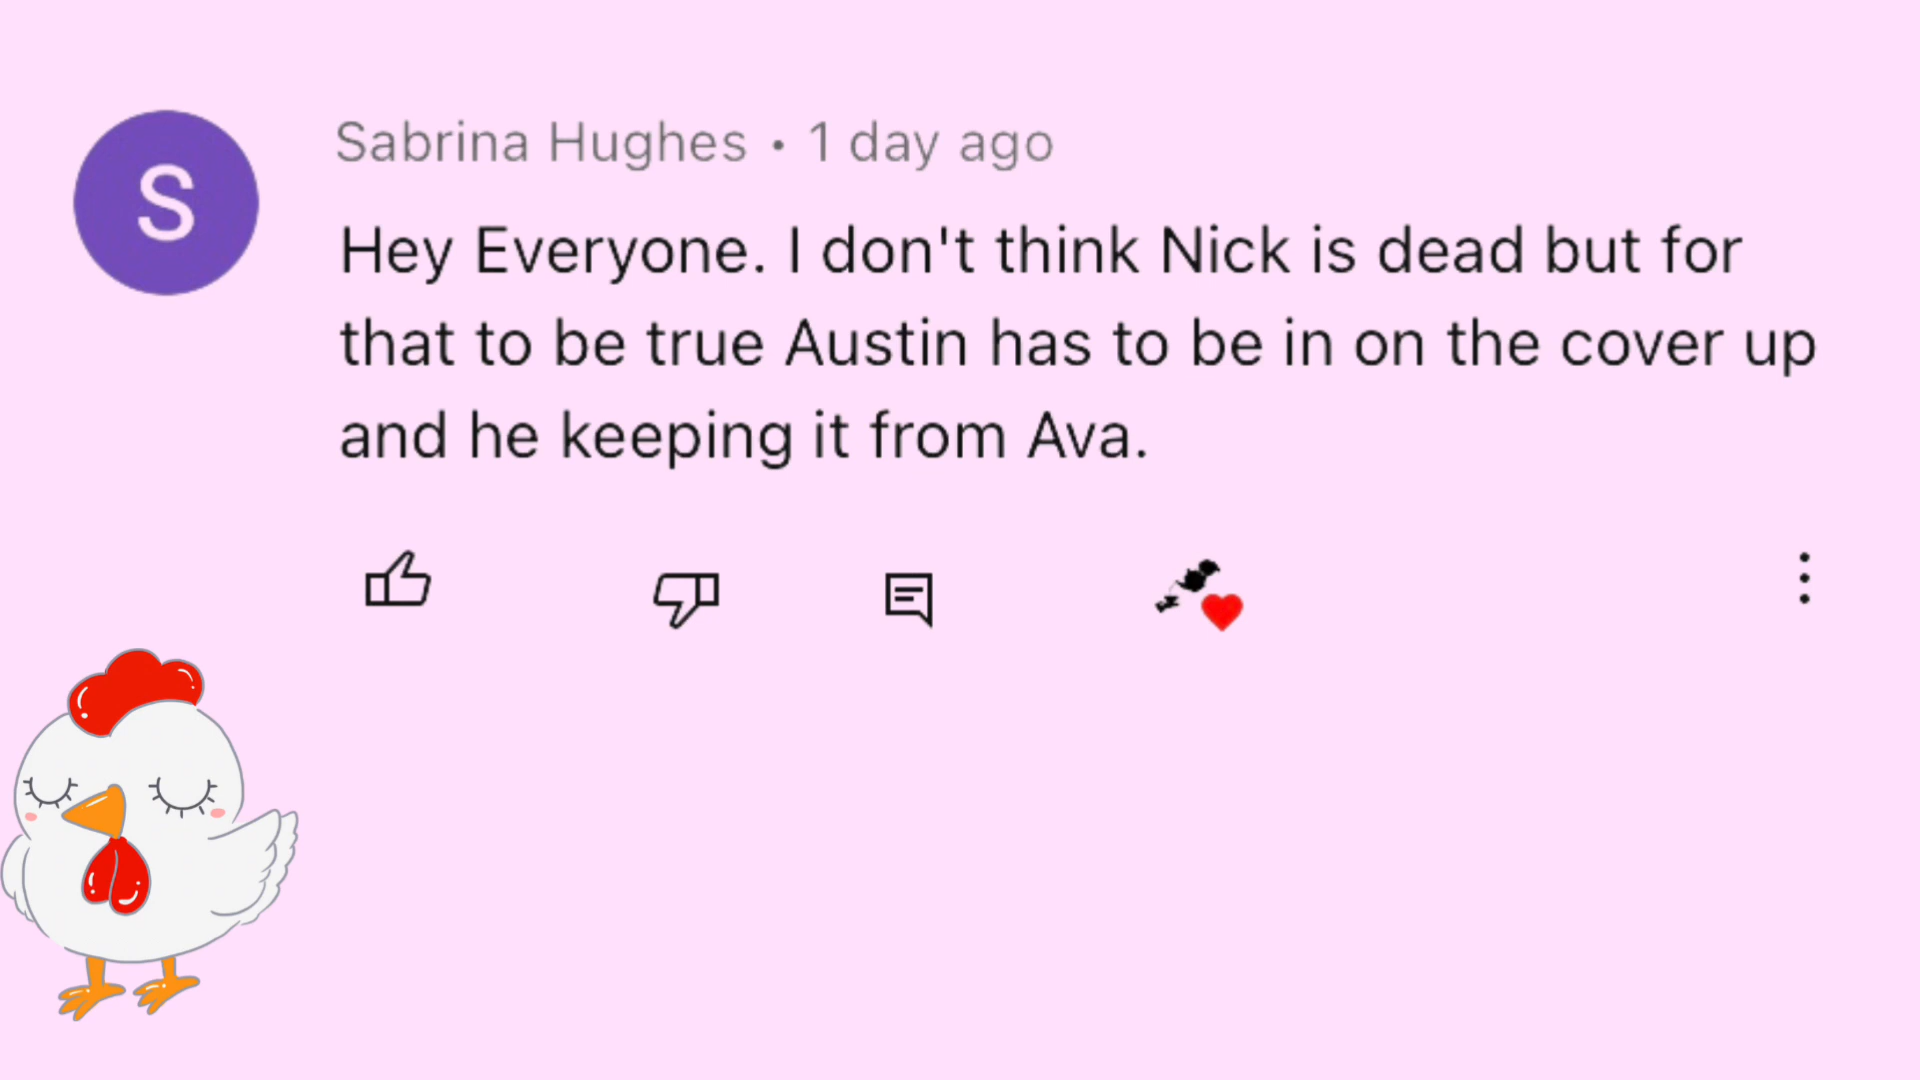 S
Sabrina Hughes • 1 day ago
Hey Everyone. I don't think Nick is dead but for
that to be true Austin has to be in on the cover up
and he keeping it from Ava.